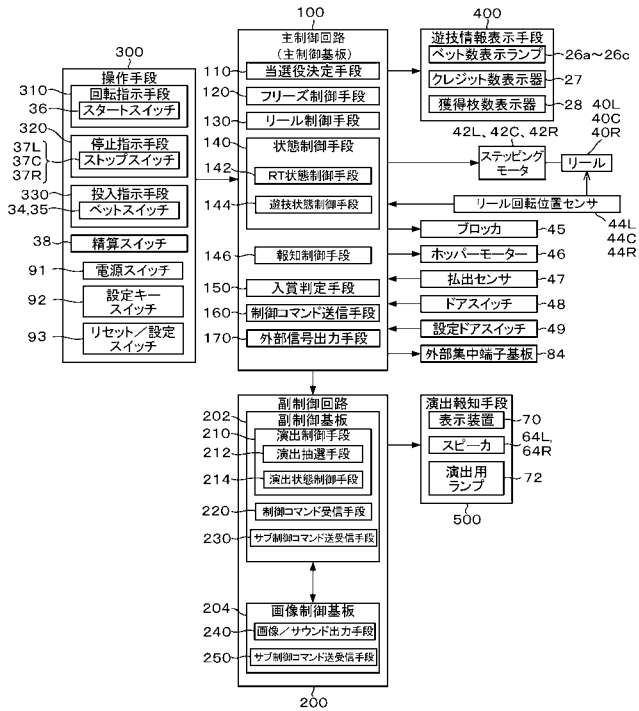 300
操作手段
310
回転指示手段
36
スタートスイッチ
320
停止指示手段
37L
37C
37R
ストップスイッチ
330
投入指示手段
34,35
ベットスイッチ
38
精算スイッチ
91
電源スイッチ
92
設定キー
スイッチ
93
リセット/設定
スイッチ
100
主制御回路
(主制御基板)
110
当選役決定手段
120
フリーズ制御手段
130
リール制御手段
140
状態制御手段
142
RT状態制御手段
144
遊技状態制御手段
146
報知制御手段
150
入賞判定手段
160
制御コマンド送信手段
170
外部信号出力手段
400
遊技情報表示手段
ベット数表示ランプ
26a~26c
クレジット数表示器
27
獲得枚数表示器
28
42L、42C、42R
ステッピング
モータ
40L
40C
40R
リール
リール回転位置センサ
44L
44C
44R
ブロッカ
45
ホッパーモーター
46
払出センサ
47
ドアスイッチ
48
設定ドアスイッチ
49
外部集中端子基板
84
副制御回路
202
副制御基板
210
演出制御手段
212
演出抽選手段
214
演出状態制御手段
220
制御コマンド受信手段
230
サブ制御コマンド送受信手段
204
画像制御基板
240
画像/サウンド出力手段
250
サブ制御コマンド送受信手段
200
演出報知手段
表示装置
70
スピーカ
64L,
64R
演出用
ランプ
72
500